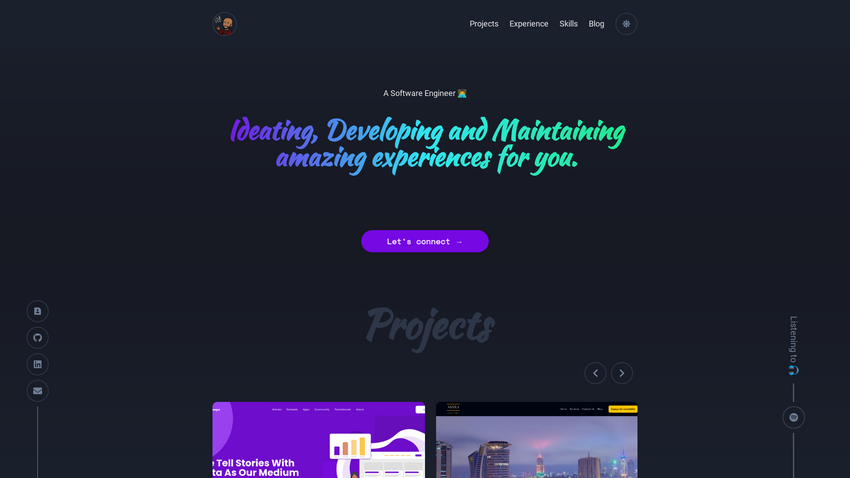 Projects
Experience
Skills
Blog
A Software Engineer 👨‍💻
Ideating, Developing and Maintaining
amazing experiences for you.
Let's connect →
Projects
Listening to
e Tell Stories With
ta As Our Medium